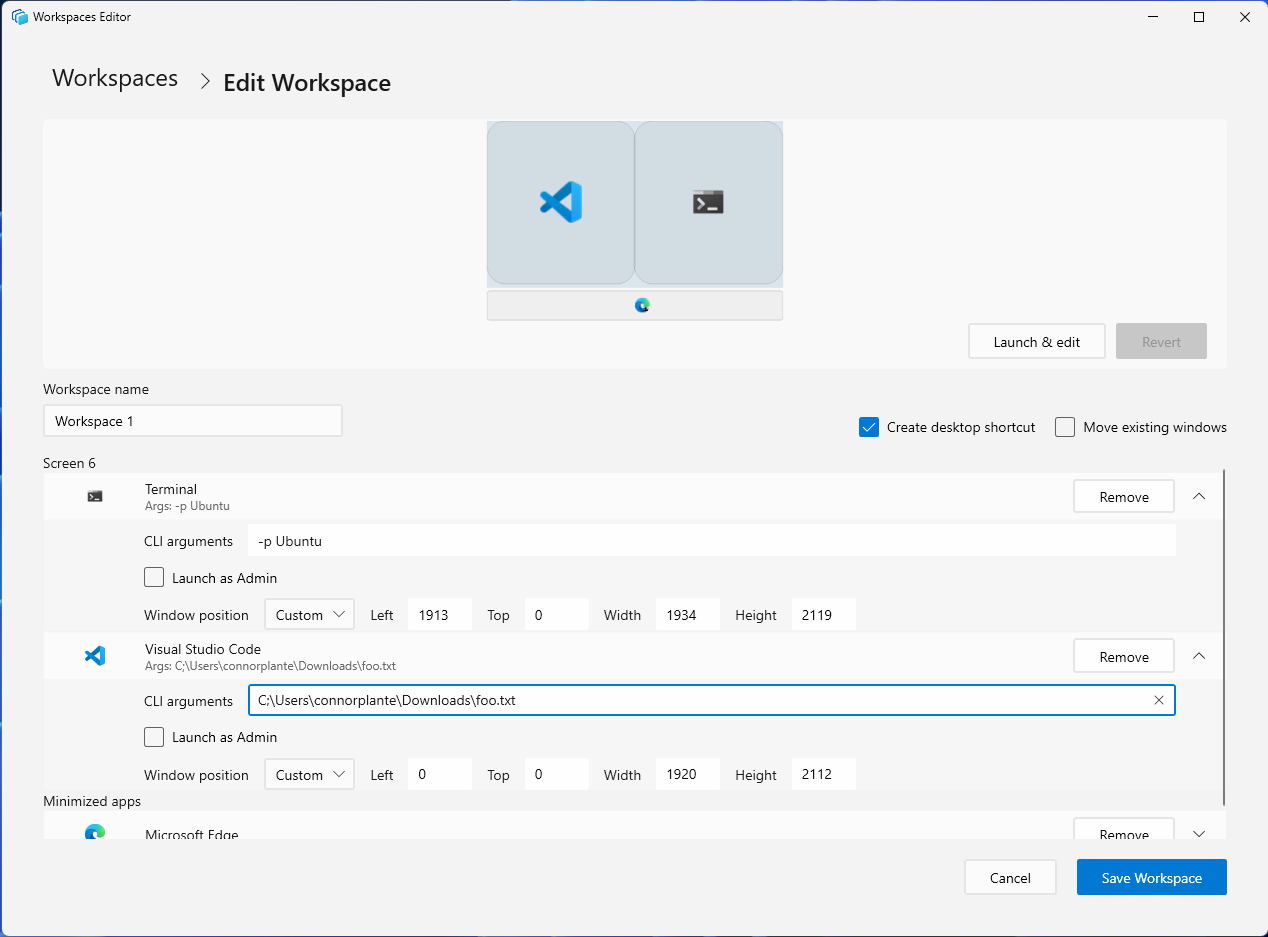 Workspaces Editor
Workspaces > Edit Workspace
Launch & edit Revert
Workspace name
Workspace 1
Create desktop shortcut Move existing windows
Screen 6
Terminal
Args: -p Ubuntu
Remove
CLI arguments -p Ubuntu
Launch as Admin
Window position Custom Left 1913 Top 0 Width 1934 Height 2119
Visual Studio Code
Args: C;\Users\connorplante\Downloads\foo.txt
Remove
CLI arguments C;\Users\connorplante\Downloads\foo.txt
Launch as Admin
Window position Custom Left 0 Top 0 Width 1920 Height 2112
Minimized apps
Microsoft Edge Remove
Cancel Save Workspace